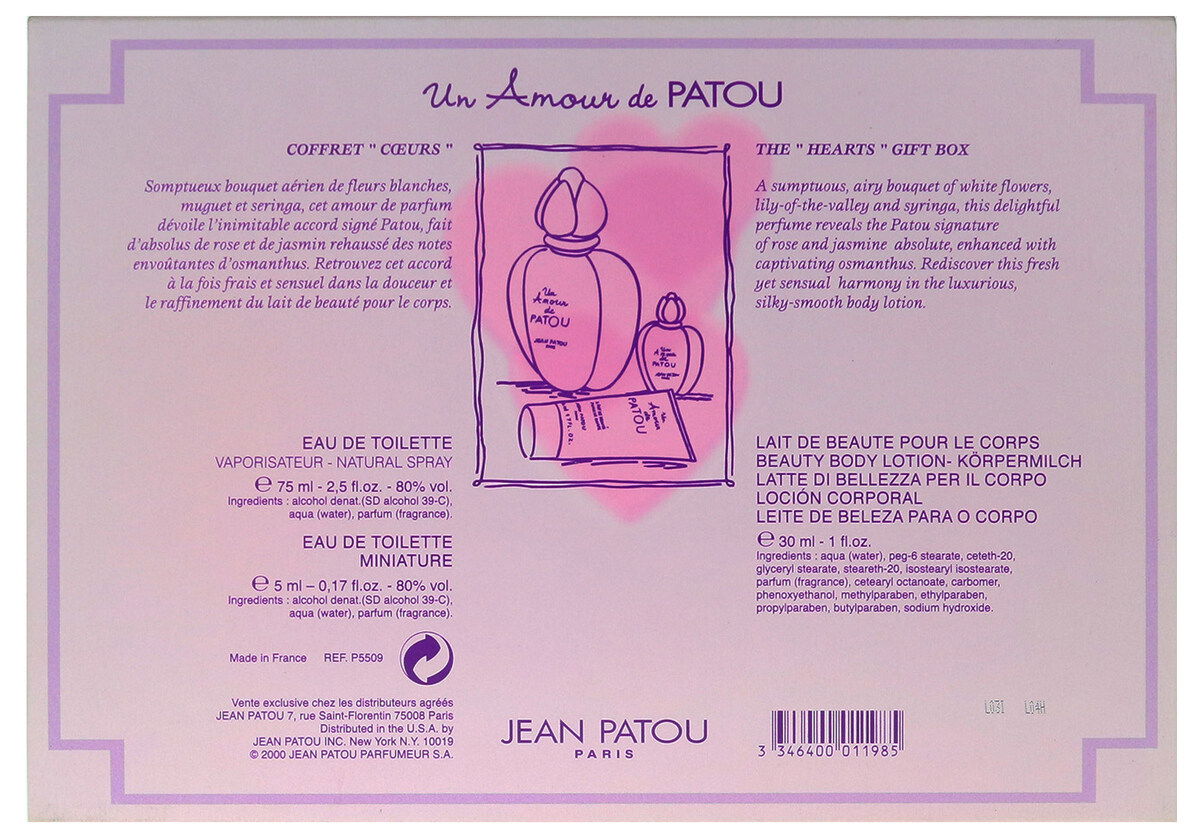 Un Amour de PATOU
COFFRET " CŒURS "
Somptueux bouquet aérien de fleurs blanches,
muguet et seringa, cet amour de parfum
dévoile l'inimitable accord signé Patou, fait
d'absolus de rose et de jasmin rehaussé des notes
envoûtantes d'osmanthus. Retrouvez cet accord
à la fois frais et sensuel dans la douceur et
le raffinement du lait de beauté pour le corps.
THE " HEARTS " GIFT BOX
A sumptuous, airy bouquet of white flowers,
lily-of-the-valley and syringa, this delightful
perfume reveals the Patou signature
of rose and jasmine absolute, enhanced with
captivating osmanthus. Rediscover this fresh
yet sensual harmony in the luxurious,
silky-smooth body lotion.
Un
Amour
de
PATOU
JEAN PATOU
PARIS
Un
Amour
de
PATOU
JEAN PATOU
PARIS
Un
Amour
de
PATOU
EAU DE TOILETTE
VAPORISATEUR - NATURAL SPRAY
℮ 75 ml - 2,5 fl.oz. - 80% vol.
Ingredients : alcohol denat.(SD alcohol 39-C),
aqua (water), parfum (fragrance).
EAU DE TOILETTE
MINIATURE
℮ 5 ml – 0,17 fl.oz. - 80% vol.
Ingredients : alcohol denat.(SD alcohol 39-C),
aqua (water), parfum (fragrance).
Made in France REF. P5509
Vente exclusive chez les distributeurs agréés
JEAN PATOU 7, rue Saint-Florentin 75008 Paris
Distributed in the U.S.A. by
JEAN PATOU INC. New York N.Y. 10019
© 2000 JEAN PATOU PARFUMEUR S.A.
LAIT DE BEAUTE POUR LE CORPS
BEAUTY BODY LOTION- KÖRPERMILCH
LATTE DI BELLEZZA PER IL CORPO
LOCIÓN CORPORAL
LEITE DE BELEZA PARA O CORPO
℮ 30 ml - 1 fl.oz.
Ingredients : aqua (water), peg-6 stearate, ceteth-20,
glyceryl stearate, steareth-20, isostearyl isostearate,
parfum (fragrance), cetearyl octanoate, carbomer,
phenoxyethanol, methylparaben, ethylparaben,
propylparaben, butylparaben, sodium hydroxide.
JEAN PATOU
PARIS
3 346400 011985
L031 L04H